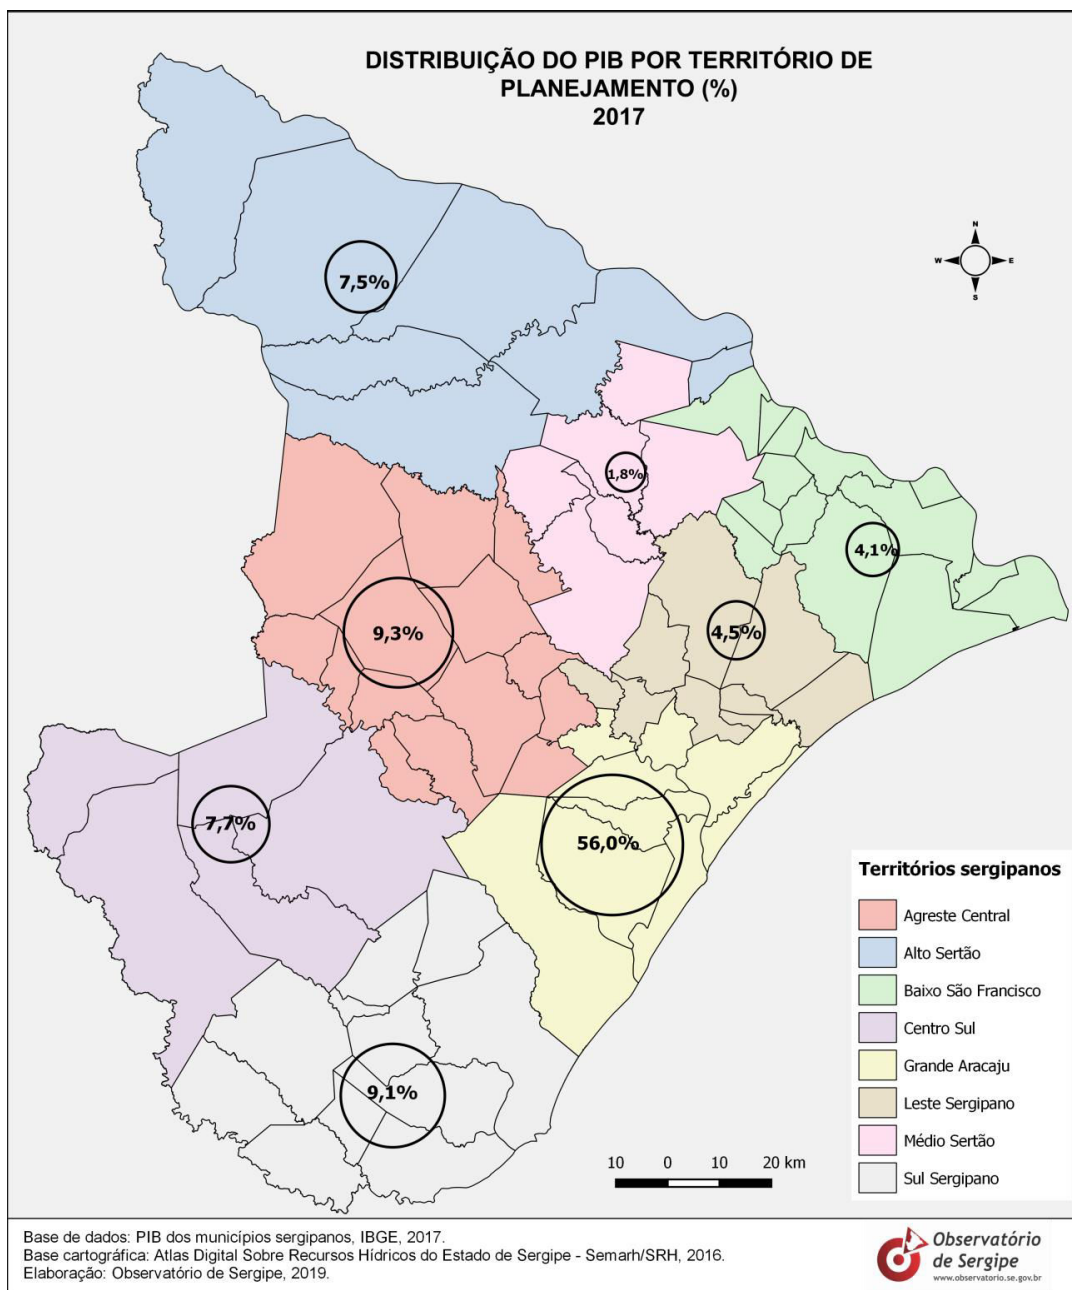 DISTRIBUIÇÃO DO PIB POR TERRITÓRIO DE
PLANEJAMENTO (%)
2017
N
W
E
S
7,5%
1,8%
4,1%
9,3%
4,5%
7,7%
56,0%
9,1%
Territórios sergipanos
Agreste Central
Alto Sertão
Baixo São Francisco
Centro Sul
Grande Aracaju
Leste Sergipano
Médio Sertão
Sul Sergipano
10 0 10 20 km
Base de dados: PIB dos municípios sergipanos, IBGE, 2017.
Base cartográfica: Atlas Digital Sobre Recursos Hídricos do Estado de Sergipe - Semarh/SRH, 2016.
Elaboração: Observatório de Sergipe, 2019.
Observatório
de Sergipe
www.observatorio.se.gov.br